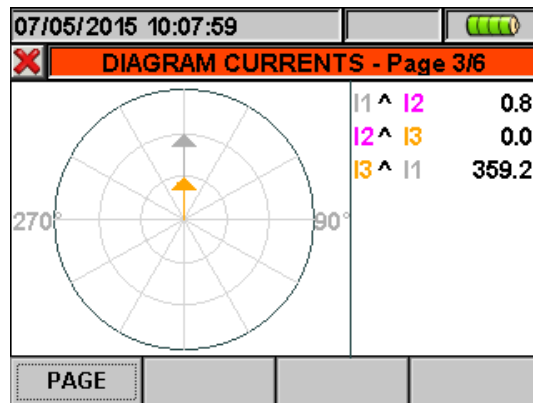 07/05/2015 10:07:59
DIAGRAM CURRENTS - Page 3/6
I1 ^ I2 0.8
I2 ^ I3 0.0
I3 ^ I1 359.2
270° 90°
PAGE